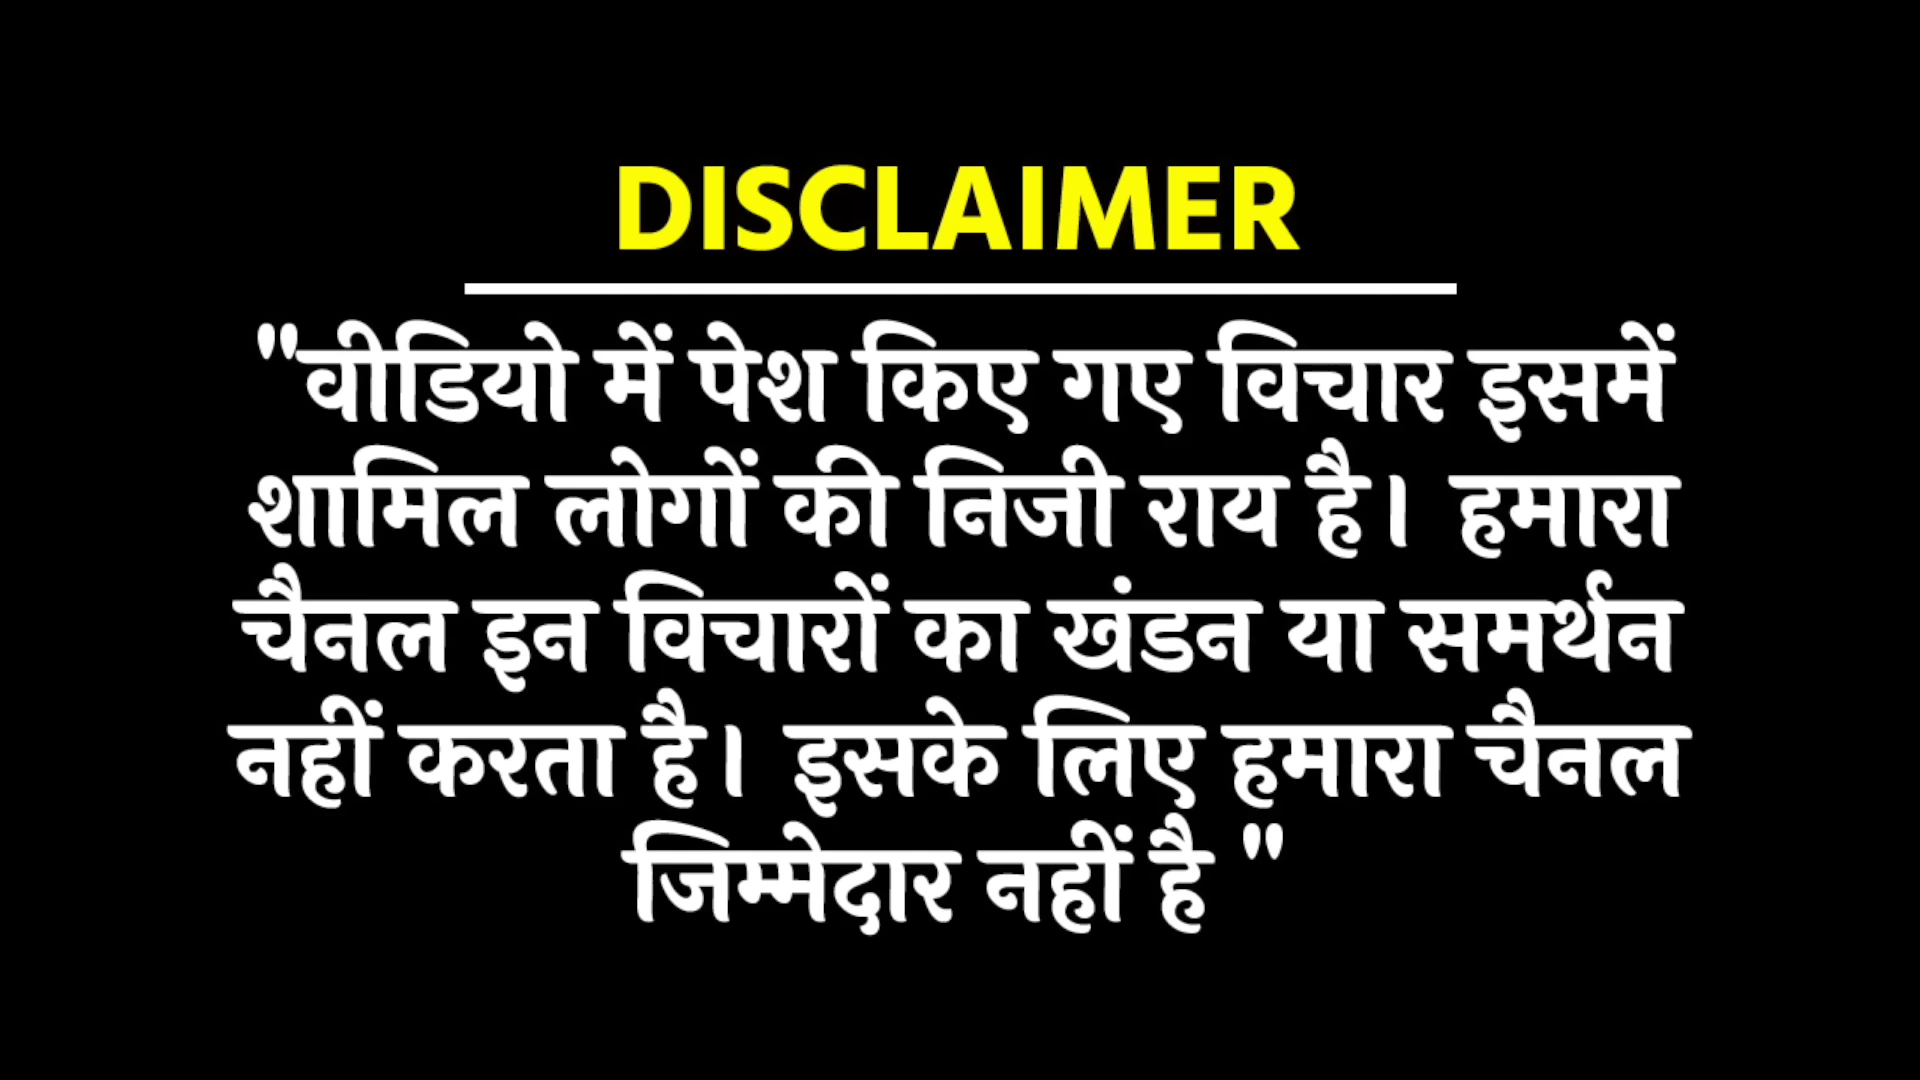 DISCLAIMER
"वीडियो में पेश किए गए विचार इसमें
शामिल लोगों की निजी राय है। हमारा
चैनल इन विचारों का खंडन या समर्थन
नहीं करता है। इसके लिए हमारा चैनल
जिम्मेदार नहीं है "